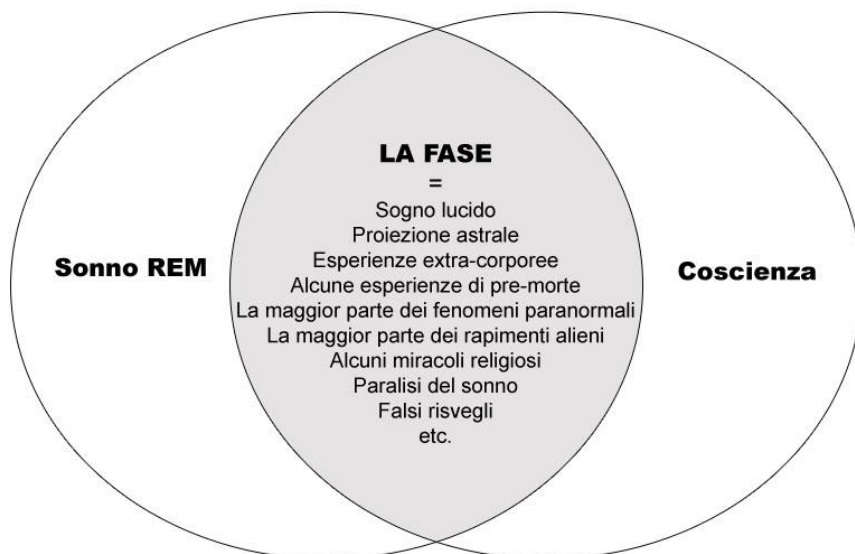 LA FASE
=
Sogno lucido
Proiezione astrale
Esperienze extra-corporee
Alcune esperienze di pre-morte
La maggior parte dei fenomeni paranormali
La maggior parte dei rapimenti alieni
Alcuni miracoli religiosi
Paralisi del sonno
Falsi risvegli
etc.
Sonno REM
Coscienza